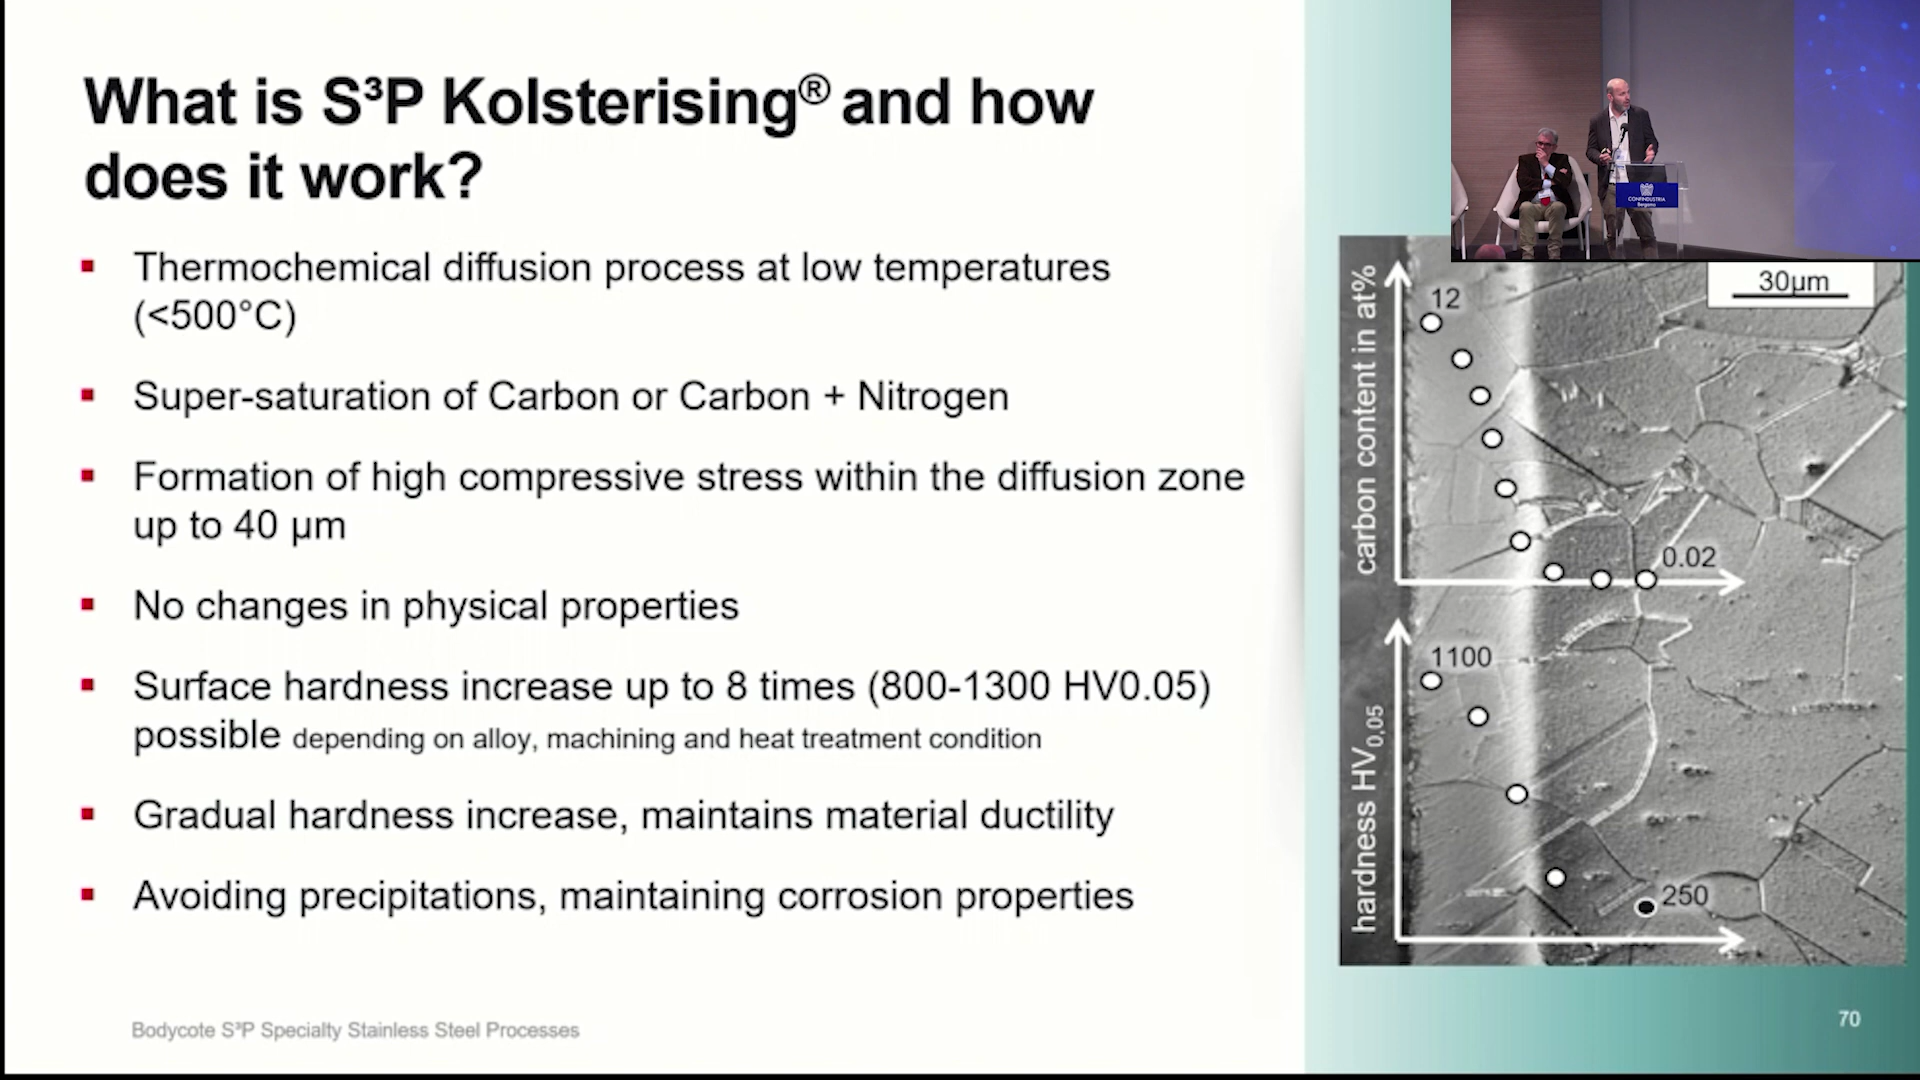 What is S³P Kolsterising® and how
does it work?
▪ Thermochemical diffusion process at low temperatures
(<500°C)
▪ Super-saturation of Carbon or Carbon + Nitrogen
▪ Formation of high compressive stress within the diffusion zone
up to 40 µm
▪ No changes in physical properties
▪ Surface hardness increase up to 8 times (800-1300 HV0.05)
possible depending on alloy, machining and heat treatment condition
▪ Gradual hardness increase, maintains material ductility
▪ Avoiding precipitations, maintaining corrosion properties
Bodycote S³P Specialty Stainless Steel Processes
CONFINDUSTRIA
Bergamo
30µm
carbon content in at%
12
0.02
hardness HV0,05
1100
250
70